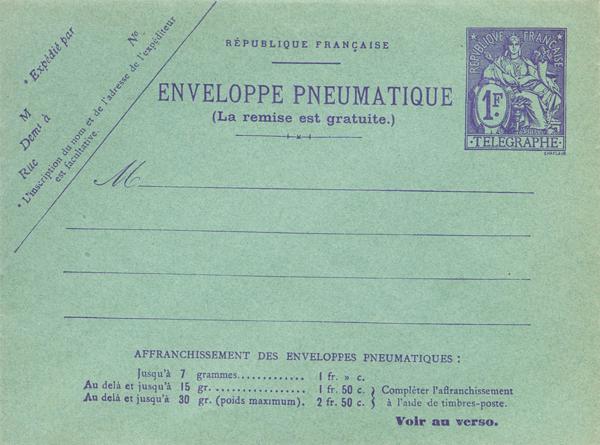 * Expédié par
N°
M
Demt à
Rue
* L'inscription du nom et de l'adresse de l'expéditeur
est facultative.
RÉPUBLIQUE FRANÇAISE
ENVELOPPE PNEUMATIQUE
(La remise est gratuite.)
RÉPUBLIQUE FRANÇAISE
1F.
TÉLÉGRAPHE
CHAPLAIN
M
AFFRANCHISSEMENT DES ENVELOPPES PNEUMATIQUES :
Jusqu'à 7 grammes............. 1 fr. » c.
Au delà et jusqu'à 15 gr. ................. 1 fr. 50 c. } Compléter l'affranchissement
Au delà et jusqu'à 30 gr. (poids maximum). 2 fr. 50 c. } à l'aide de timbres-poste.
Voir au verso.